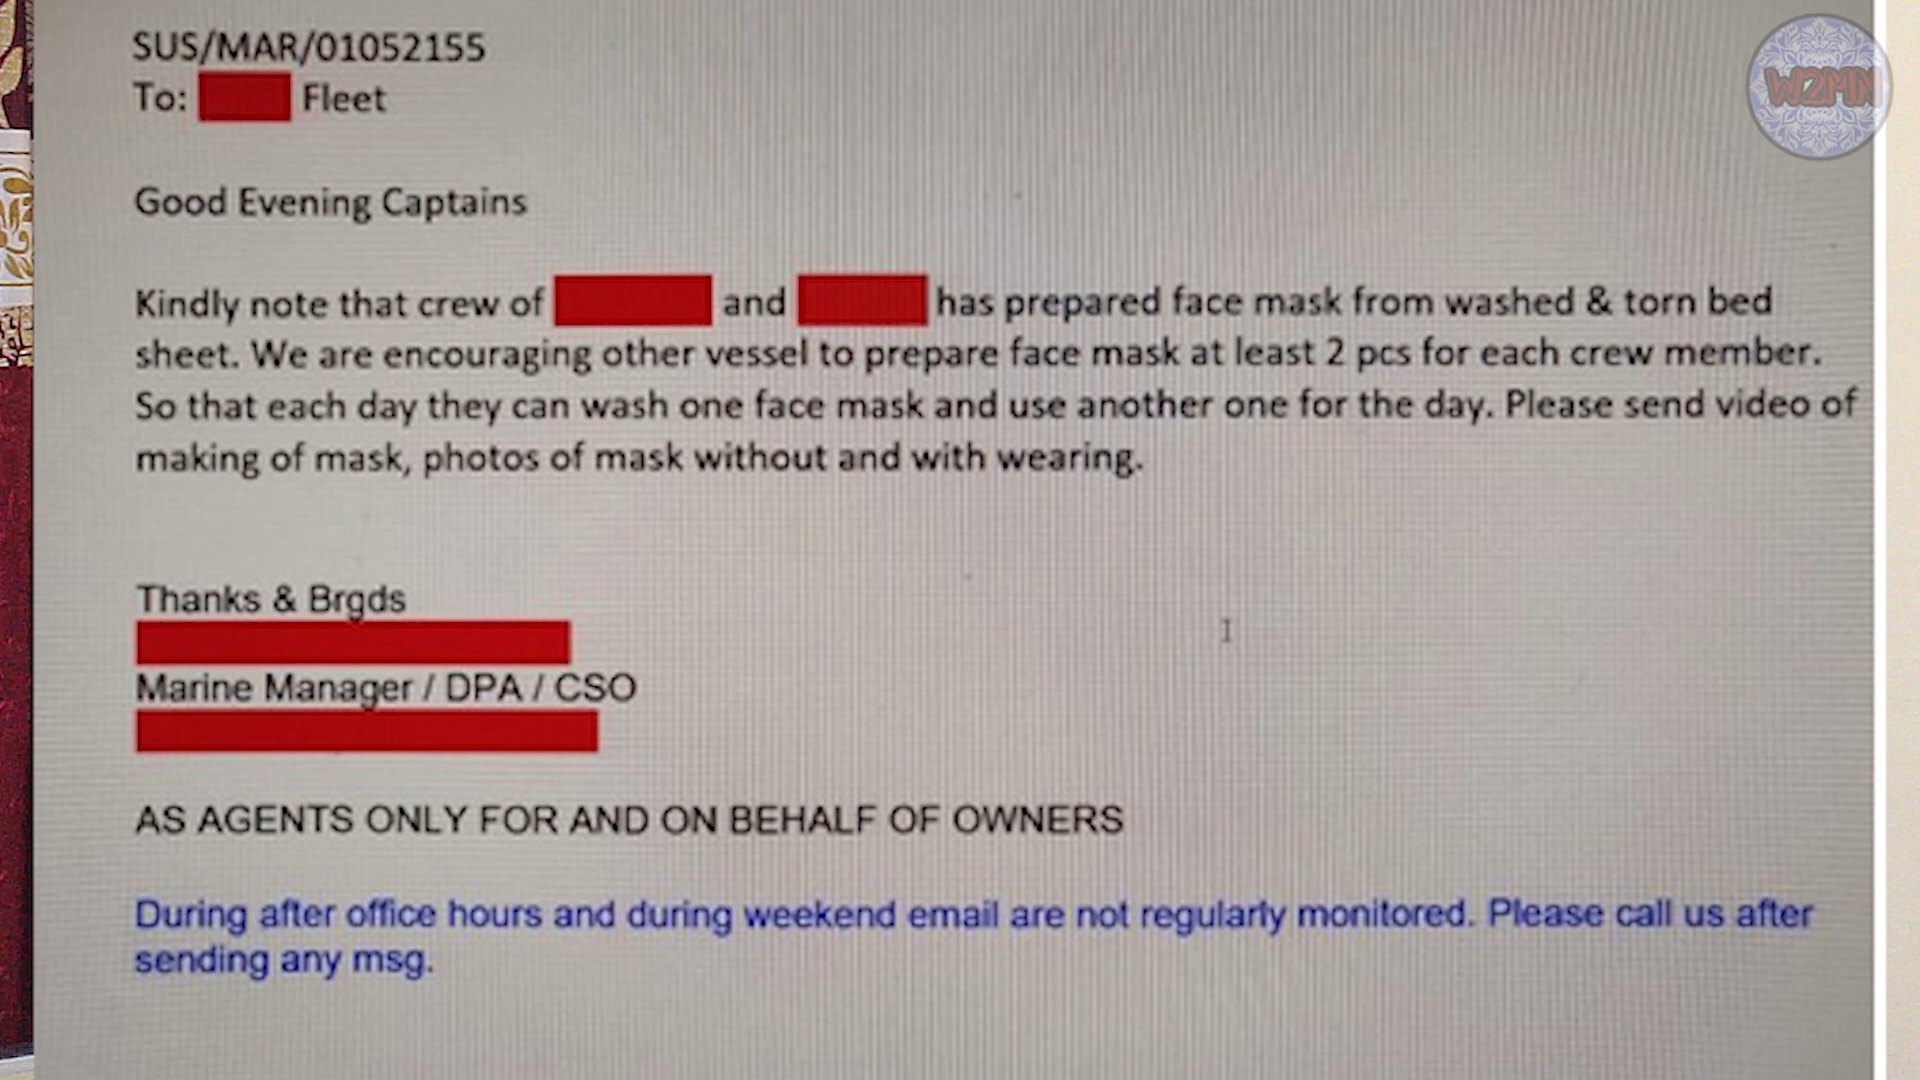 SUS/MAR/01052155
To: Fleet
W2MN
Good Evening Captains
Kindly note that crew of and has prepared face mask from washed & torn bed
sheet. We are encouraging other vessel to prepare face mask at least 2 pcs for each crew member.
So that each day they can wash one face mask and use another one for the day. Please send video of
making of mask, photos of mask without and with wearing.
Thanks & Brgds
Marine Manager / DPA / CSO
AS AGENTS ONLY FOR AND ON BEHALF OF OWNERS
During after office hours and during weekend email are not regularly monitored. Please call us after
sending any msg.